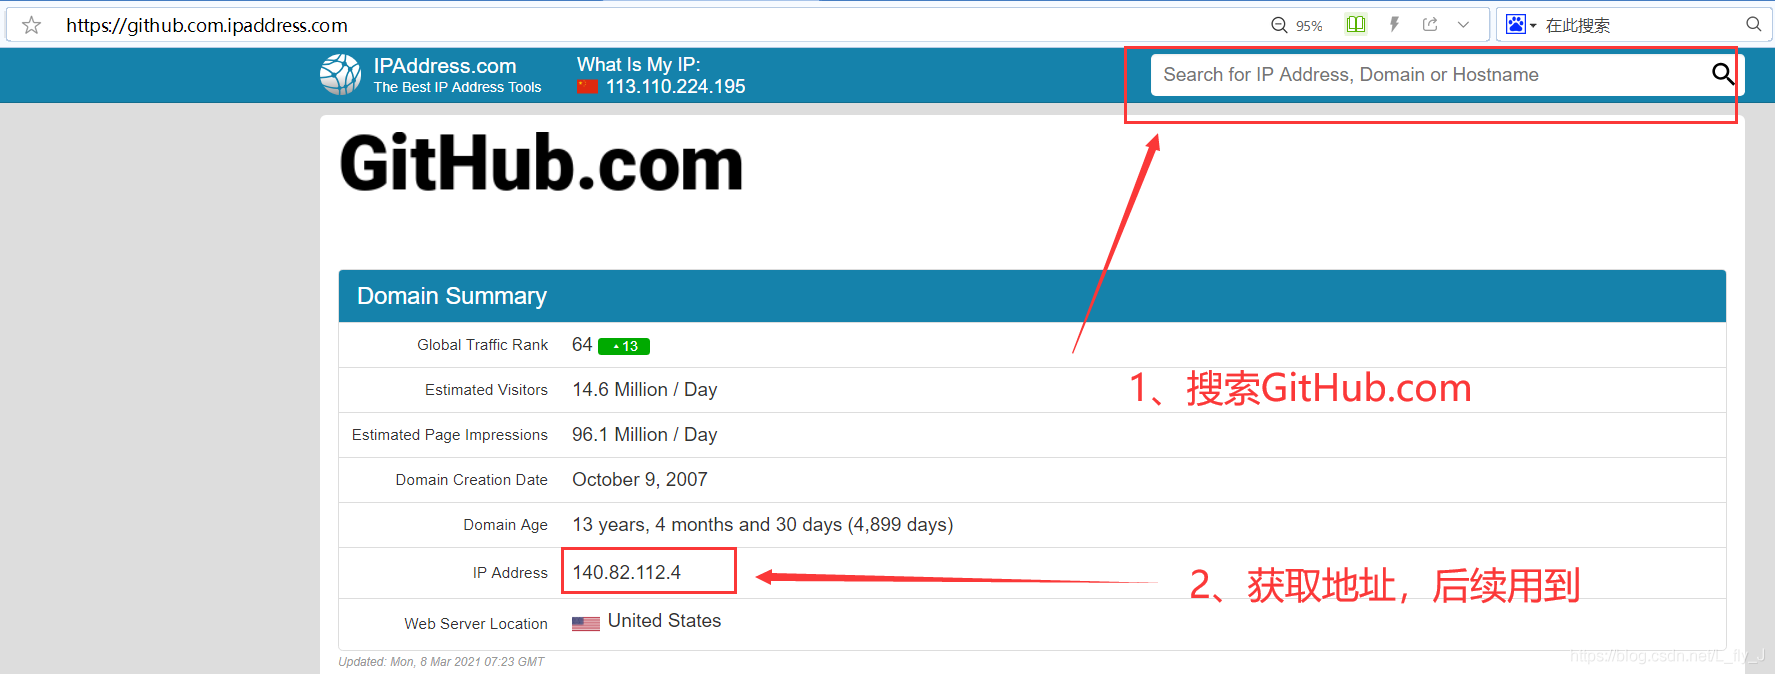 https://github.com.ipaddress.com
95%
在此搜索
IPAddress.com
The Best IP Address Tools
What Is My IP:
113.110.224.195
Search for IP Address, Domain or Hostname
GitHub.com
Domain Summary
Global Traffic Rank 64 13
Estimated Visitors 14.6 Million / Day
1、搜索GitHub.com
Estimated Page Impressions 96.1 Million / Day
Domain Creation Date October 9, 2007
Domain Age 13 years, 4 months and 30 days (4,899 days)
IP Address 140.82.112.4
2、获取地址，后续用到
Web Server Location United States
Updated: Mon, 8 Mar 2021 07:23 GMT
https://blog.csdn.net/L_fly_J